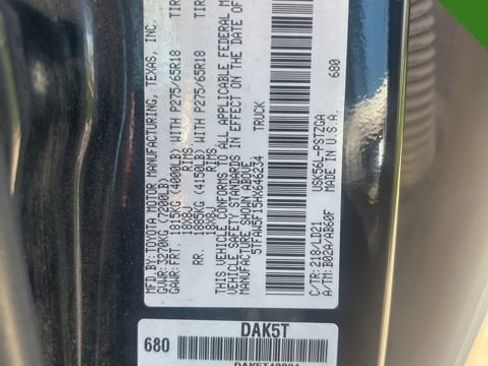 MFD. BY: TOYOTA MOTOR MANUFACTURING, TEXAS, INC.
GVWR: 3270KG (7200LB)
GAWR: FRT. 1815KG (4000LB) WITH P275/65R18 TIR
18X8J RIMS,
RR. 1885KG (4150LB) WITH P275/65R18 TIR
18X8J RIMS,
THIS VEHICLE CONFORMS TO ALL APPLICABLE FEDERAL M
VEHICLE SAFETY STANDARDS IN EFFECT ON THE DATE OF
MANUFACTURE SHOWN ABOVE.
5TFAW5F15HX646234 TRUCK
680
C/TR: 218/LD21 USK56L-PSTZGA
A/TM: B02A/AB60F MADE IN U.S.A.
DAK5T
680